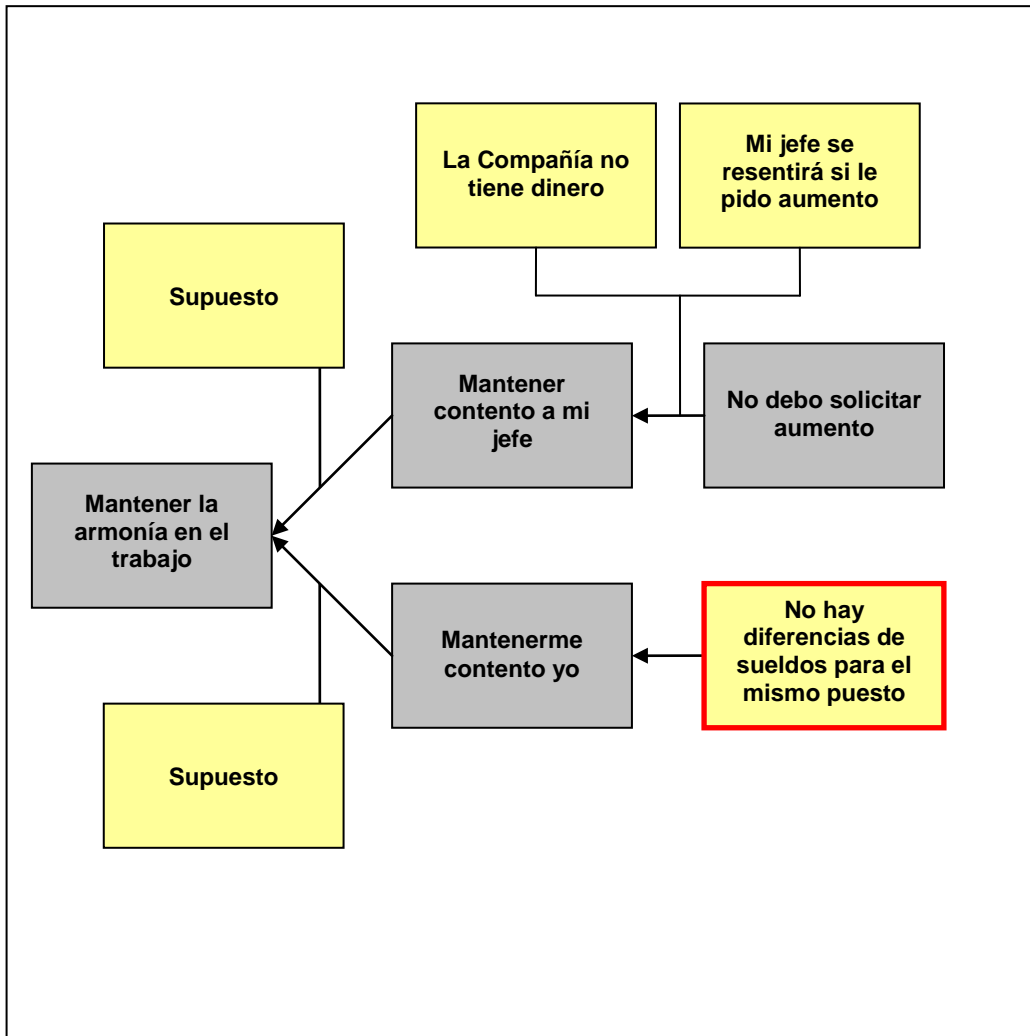 La Compañía no
tiene dinero
Mi jefe se
resentirá si le
pido aumento
Supuesto
Mantener
contento a mi
jefe
No debo solicitar
aumento
Mantener la
armonía en el
trabajo
Mantenerme
contento yo
No hay
diferencias de
sueldos para el
mismo puesto
Supuesto